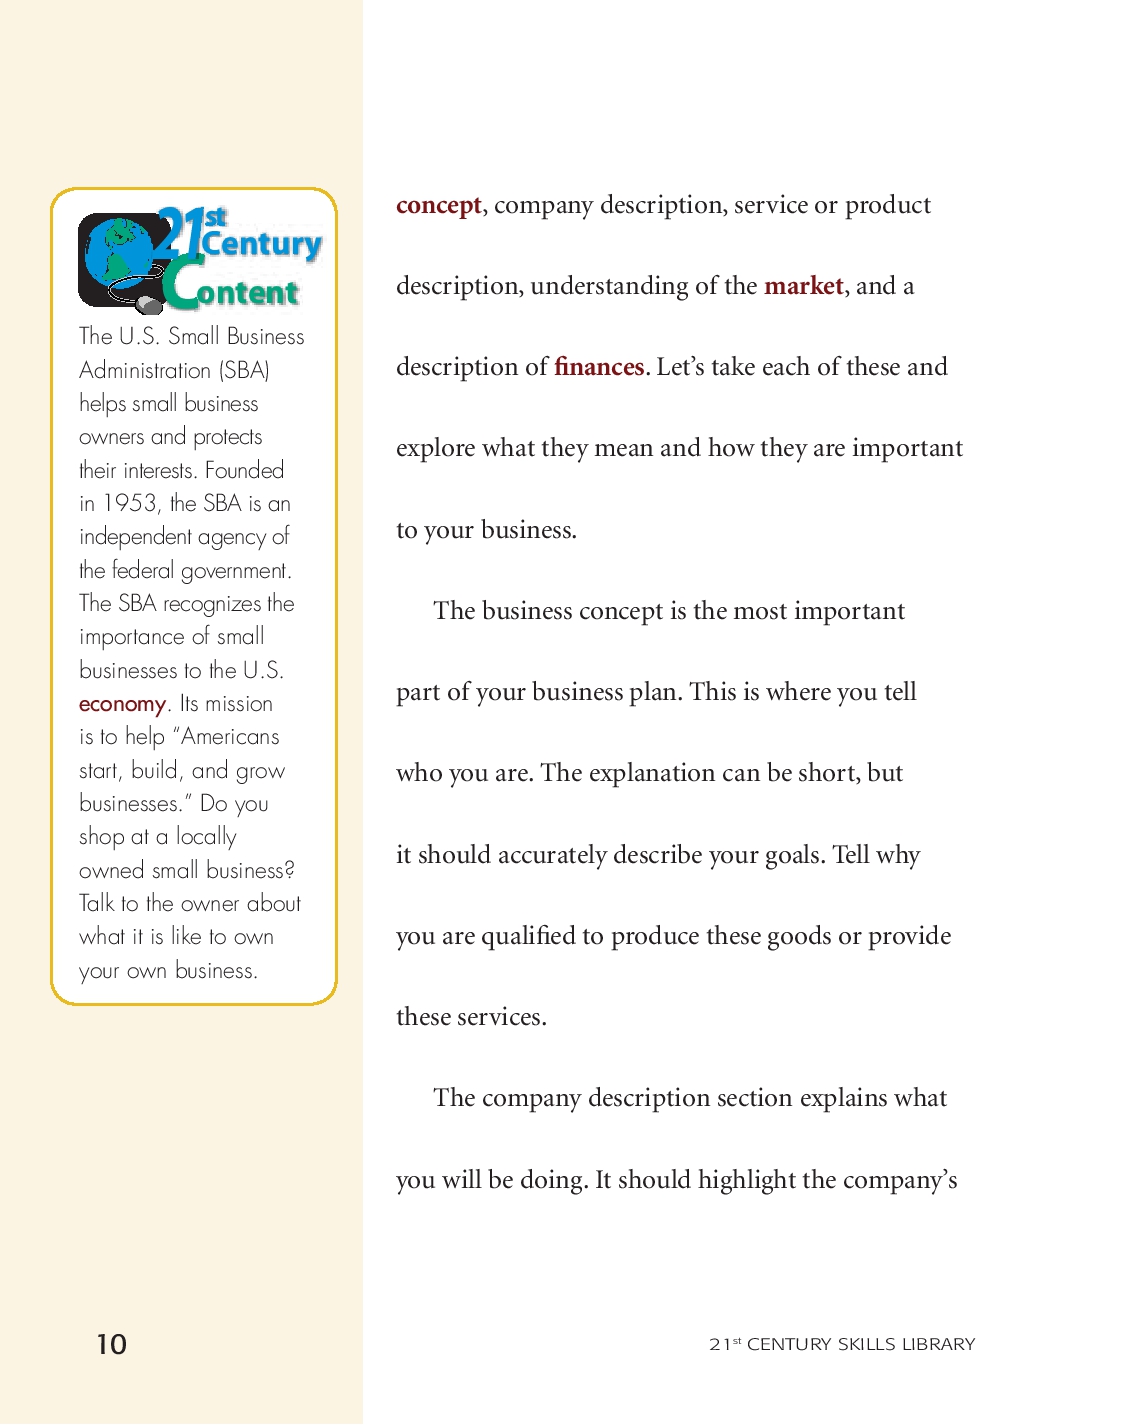 21st
Century
Content
The U.S. Small Business
Administration (SBA)
helps small business
owners and protects
their interests. Founded
in 1953, the SBA is an
independent agency of
the federal government.
The SBA recognizes the
importance of small
businesses to the U.S.
economy. Its mission
is to help “Americans
start, build, and grow
businesses.” Do you
shop at a locally
owned small business?
Talk to the owner about
what it is like to own
your own business.
concept, company description, service or product
description, understanding of the market, and a
description of finances. Let’s take each of these and
explore what they mean and how they are important
to your business.
The business concept is the most important
part of your business plan. This is where you tell
who you are. The explanation can be short, but
it should accurately describe your goals. Tell why
you are qualified to produce these goods or provide
these services.
The company description section explains what
you will be doing. It should highlight the company’s
10
21st CENTURY SKILLS LIBRARY